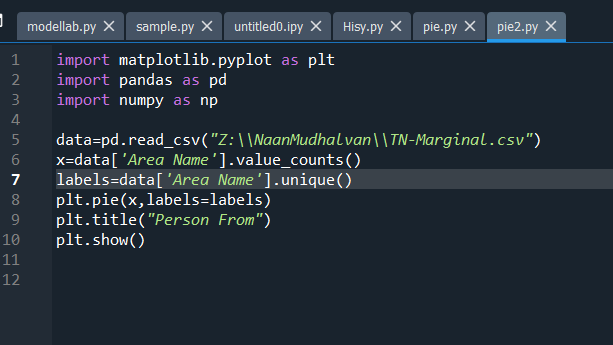 modellab.py × sample.py × untitled0.ipy × Hisy.py × pie.py × pie2.py ×
1 import matplotlib.pyplot as plt
2 import pandas as pd
3 import numpy as np
4
5 data=pd.read_csv("Z:\\NaanMudhalvan\\TN-Marginal.csv")
6 x=data['Area Name'].value_counts()
7 labels=data['Area Name'].unique()
8 plt.pie(x,labels=labels)
9 plt.title("Person From")
10 plt.show()
11
12